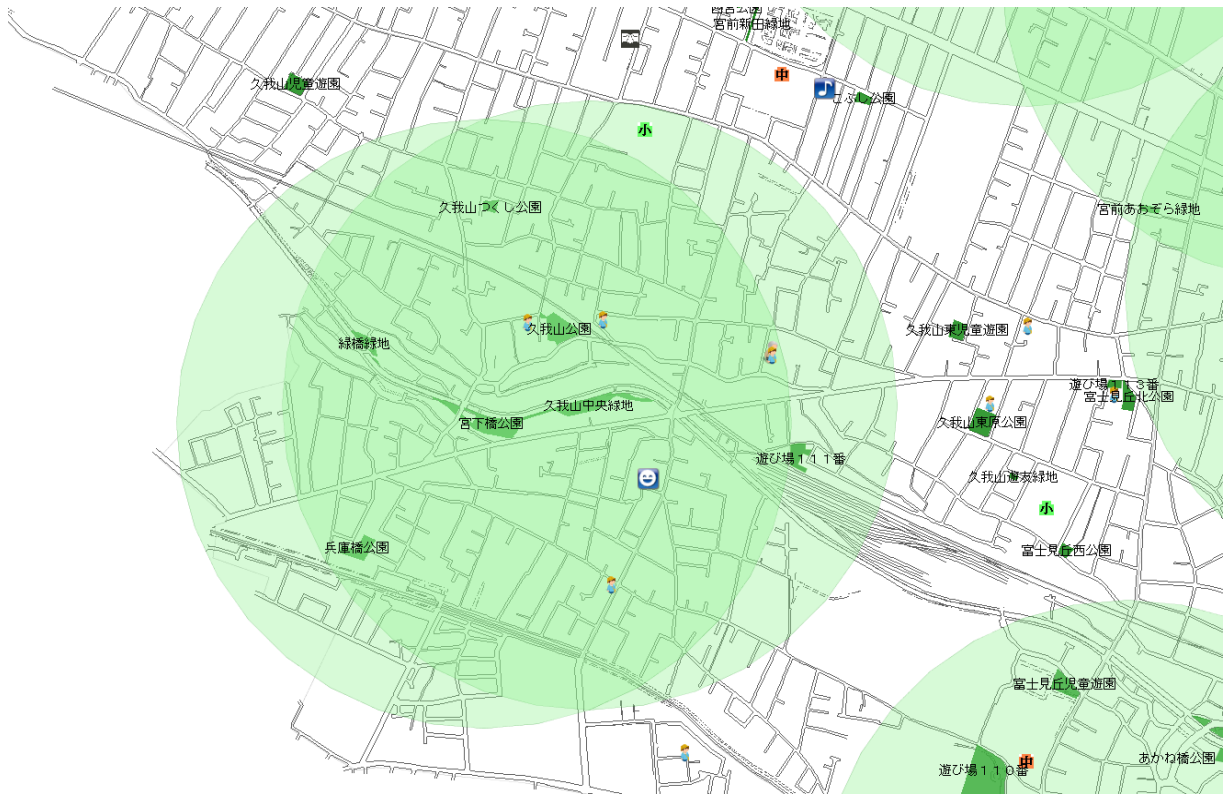 宮前新田緑地
中
久我山児童遊園
こぶし公園
小
久我山つくし公園
宮前あおぞら緑地
久我山公園
久我山東児童遊園
緑橋緑地
遊び場113番
富士見丘北公園
久我山中央緑地
宮下橋公園
久我山東原公園
遊び場111番
久我山遊友緑地
小
兵庫橋公園
富士見丘西公園
富士見丘児童遊園
あかね橋公園
中
遊び場110番